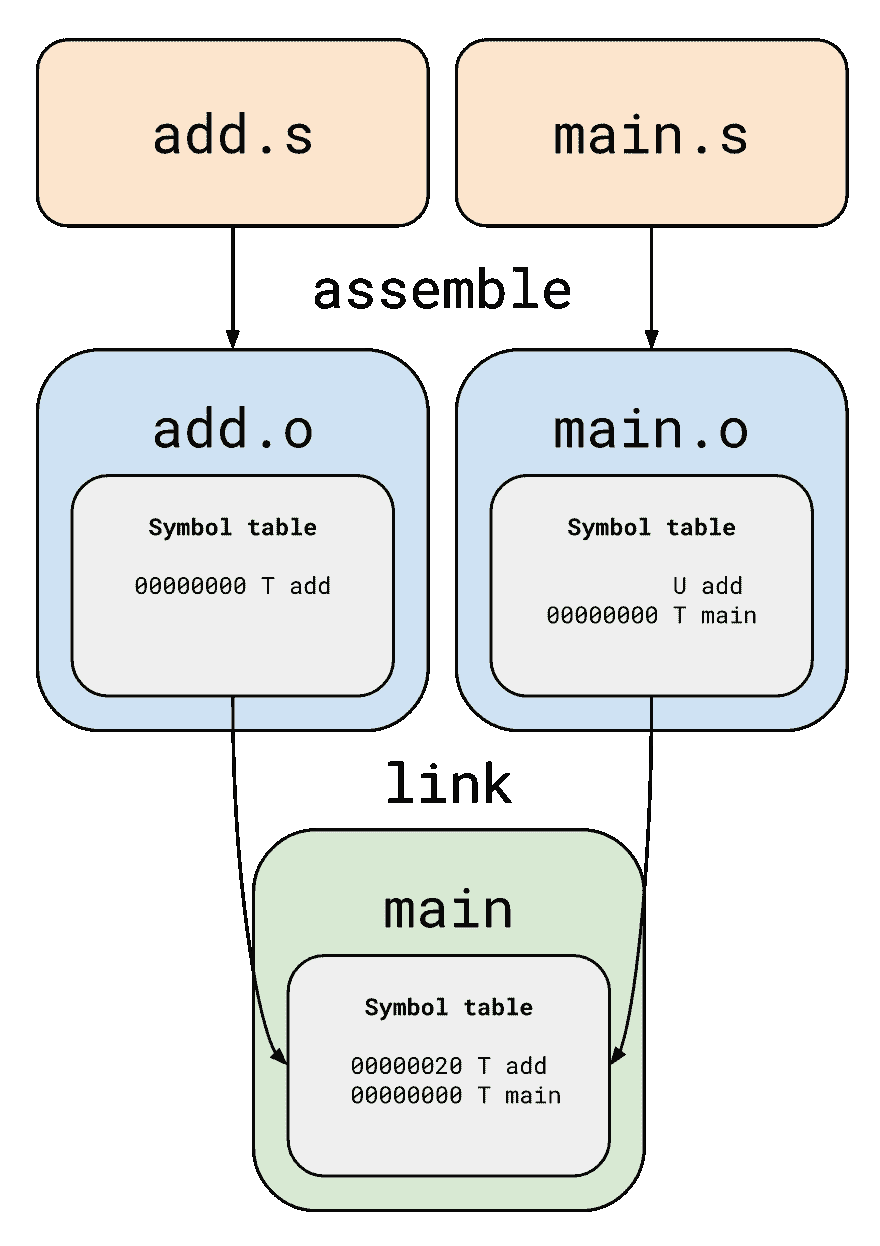 add.s
main.s
assemble
add.o
Symbol table
00000000 T add
main.o
Symbol table
U add
00000000 T main
link
main
Symbol table
00000020 T add
00000000 T main